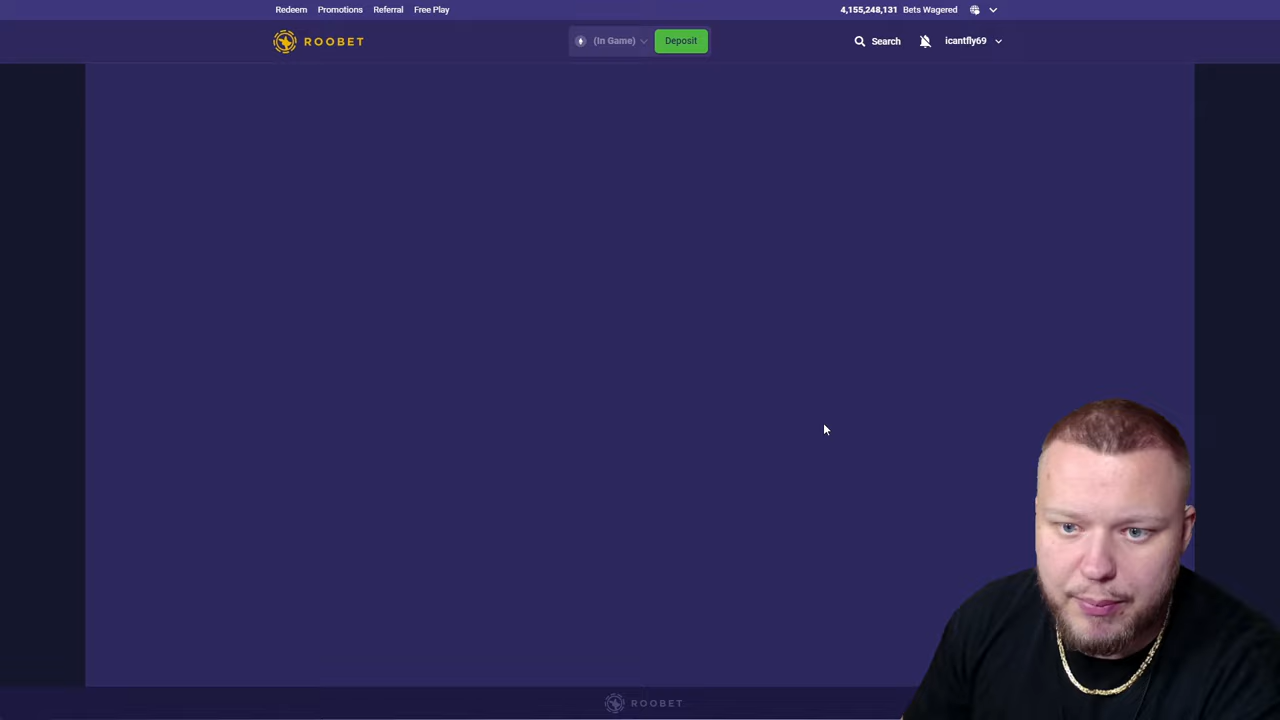 Redeem Promotions Referral Free Play 4,155,248,131 Bets Wagered
ROOBET (In Game) Deposit Search icantfly69
ROOBET